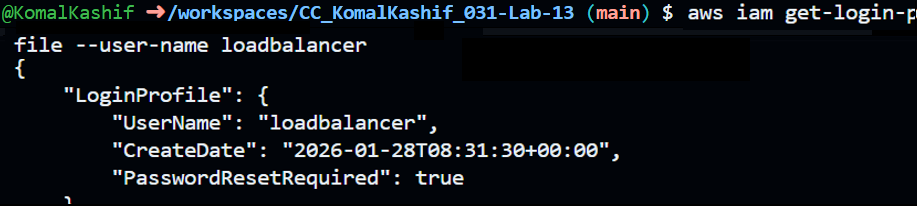 @KomalKashif ➜/workspaces/CC_KomalKashif_031-Lab-13 (main) $ aws iam get-login-p
file --user-name loadbalancer
{
    "LoginProfile": {
        "UserName": "loadbalancer",
        "CreateDate": "2026-01-28T08:31:30+00:00",
        "PasswordResetRequired": true
    }